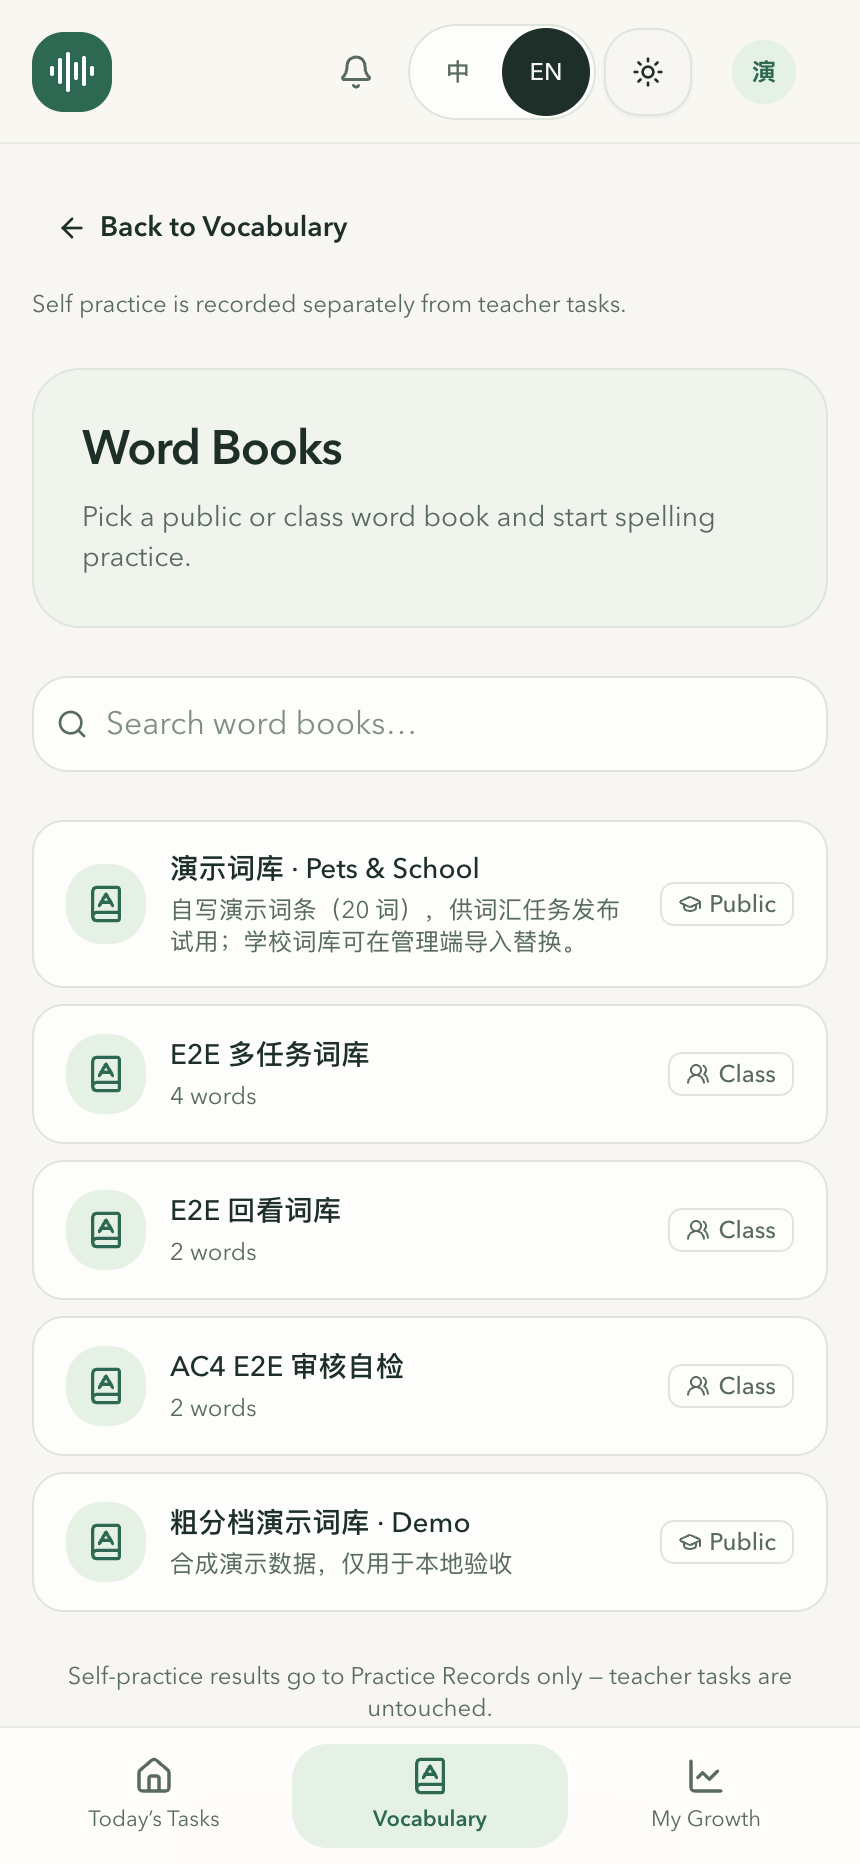 中 EN 演
Back to Vocabulary
Self practice is recorded separately from teacher tasks.
Word Books
Pick a public or class word book and start spelling
practice.
Search word books...
演示词库 · Pets & School
自写演示词条（20 词），供词汇任务发布
试用；学校词库可在管理端导入替换。
Public
E2E 多任务词库
4 words
Class
E2E 回看词库
2 words
Class
AC4 E2E 审核自检
2 words
Class
粗分档演示词库 · Demo
合成演示数据，仅用于本地验收
Public
Self-practice results go to Practice Records only – teacher tasks are
untouched.
Today's Tasks
Vocabulary
My Growth